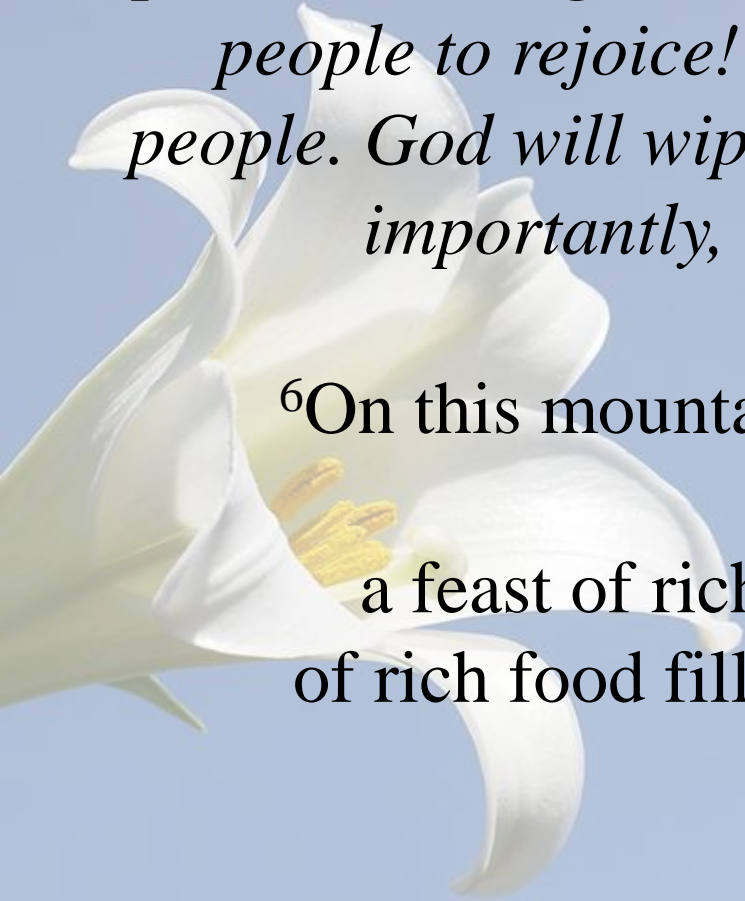 people to rejoice!
people. God will wip
importantly,
⁶On this mounta
a feast of rich
of rich food fill